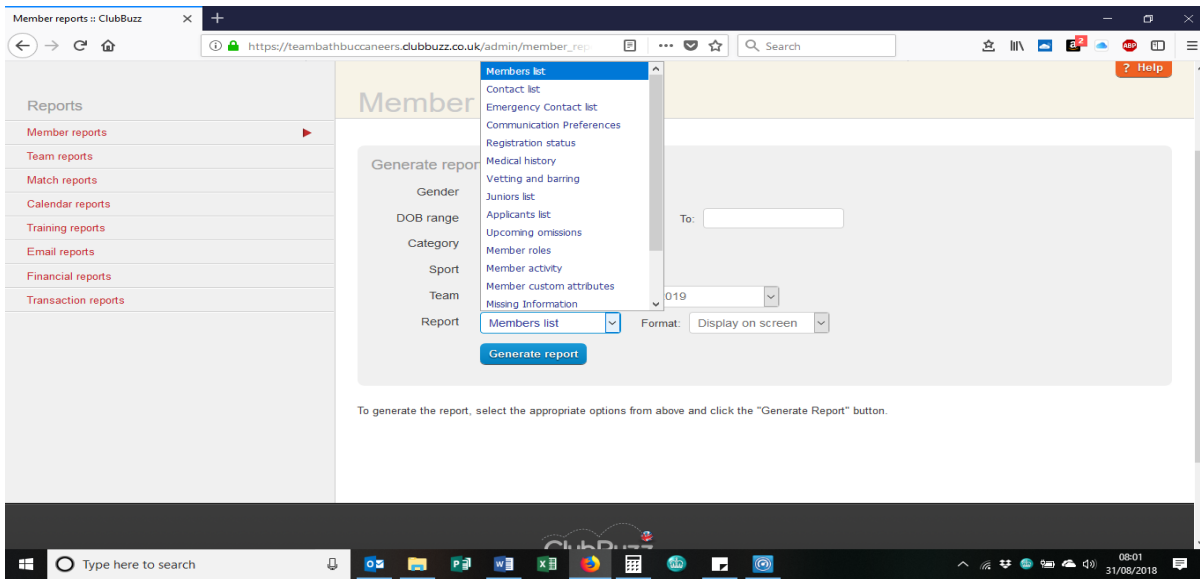 Member reports :: ClubBuzz
https://teambathbuccaneers.clubbuzz.co.uk/admin/member_rep
Search
? Help
Reports
Member reports
Team reports
Match reports
Calendar reports
Training reports
Email reports
Financial reports
Transaction reports
Member
Members list
Contact list
Emergency Contact list
Communication Preferences
Registration status
Medical history
Vetting and barring
Juniors list
Applicants list
Upcoming omissions
Member roles
Member activity
Member custom attributes
Missing Information
Generate repor
Gender
DOB range To:
Category
Sport
Team 019
Report Members list Format: Display on screen
Generate report
To generate the report, select the appropriate options from above and click the "Generate Report" button.
ClubBuzz
Type here to search
08:01
31/08/2018